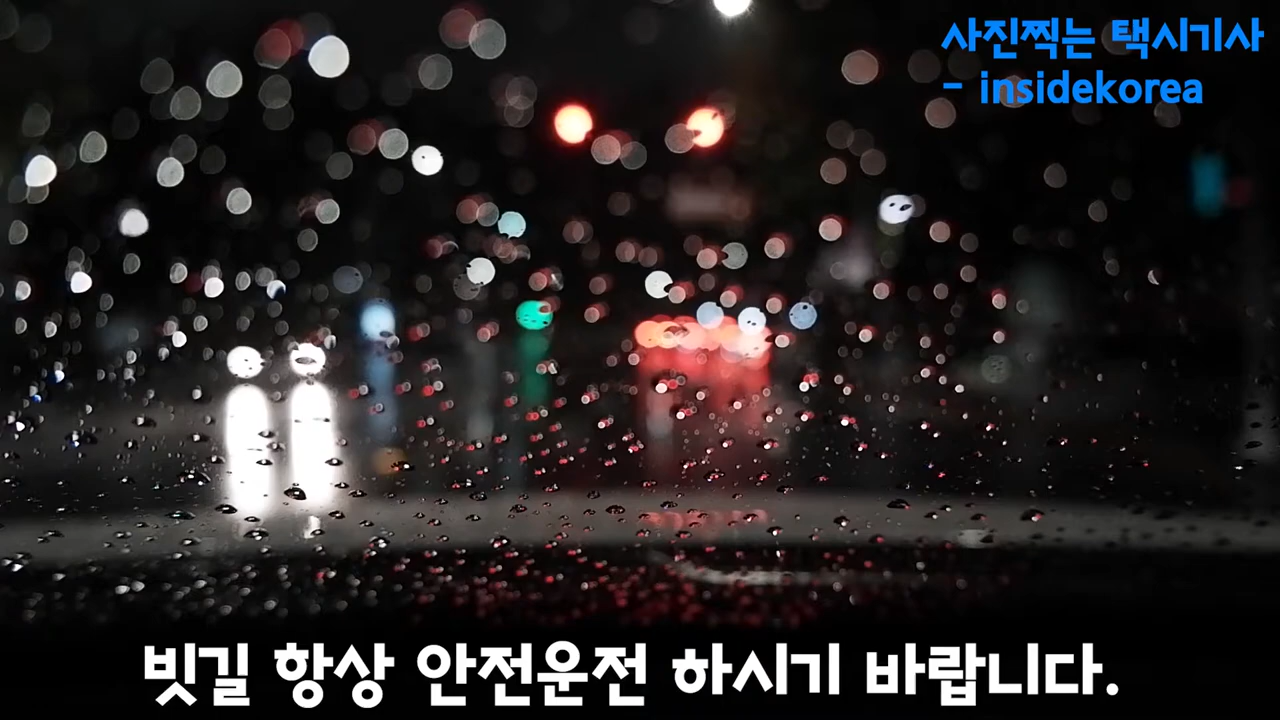 사진찍는 택시기사
- insidekorea
빗길 항상 안전운전 하시기 바랍니다.